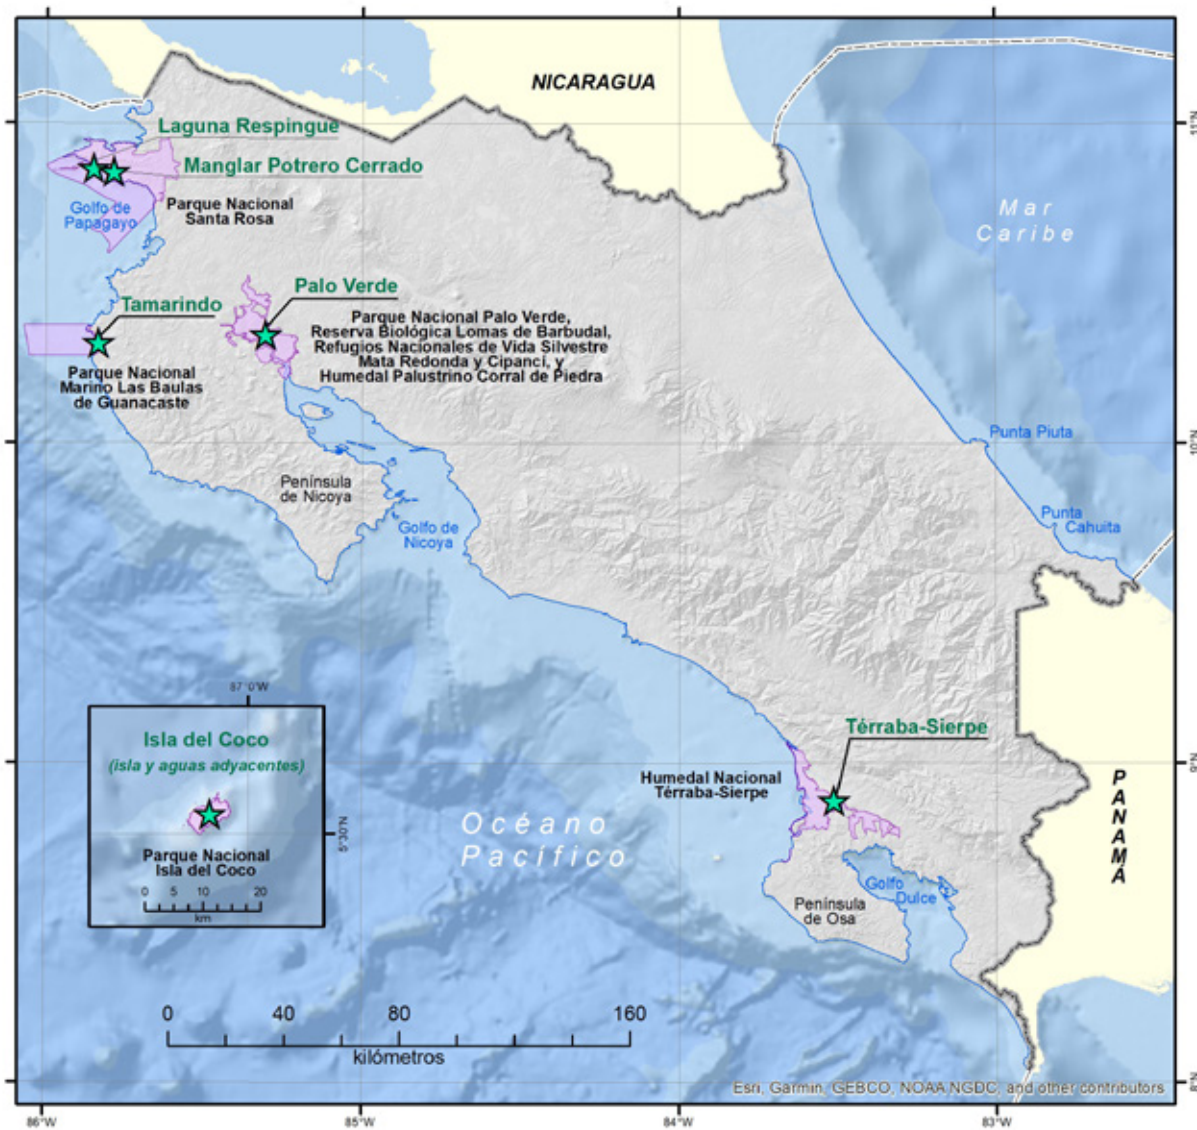 NICARAGUA
11°N
Laguna Respingue
Manglar Potrero Cerrado
Golfo de
Papagayo
Parque Nacional
Santa Rosa
Mar
Caribe
Palo Verde
Tamarindo
Parque Nacional Palo Verde,
Reserva Biológica Lomas de Barbudal,
Refugios Nacionales de Vida Silvestre
Mata Redonda y Cipancí, y
Humedal Palustrino Corral de Piedra
Parque Nacional
Marino Las Baulas
de Guanacaste
Punta Piuta
10°N
Península
de Nicoya
Golfo de
Nicoya
Punta
Cahuita
87°0'W
Isla del Coco
(isla y aguas adyacentes)
5°30'N
Parque Nacional
Isla del Coco
0 5 10 20
km
Térraba-Sierpe
Humedal Nacional
Térraba-Sierpe
9°N
PANAMÁ
Océano
Pacífico
Golfo
Dulce
Península
de Osa
0 40 80 160
kilómetros
Esri, Garmin, GEBCO, NOAA NGDC, and other contributors
8°N
86°W 85°W 84°W 83°W